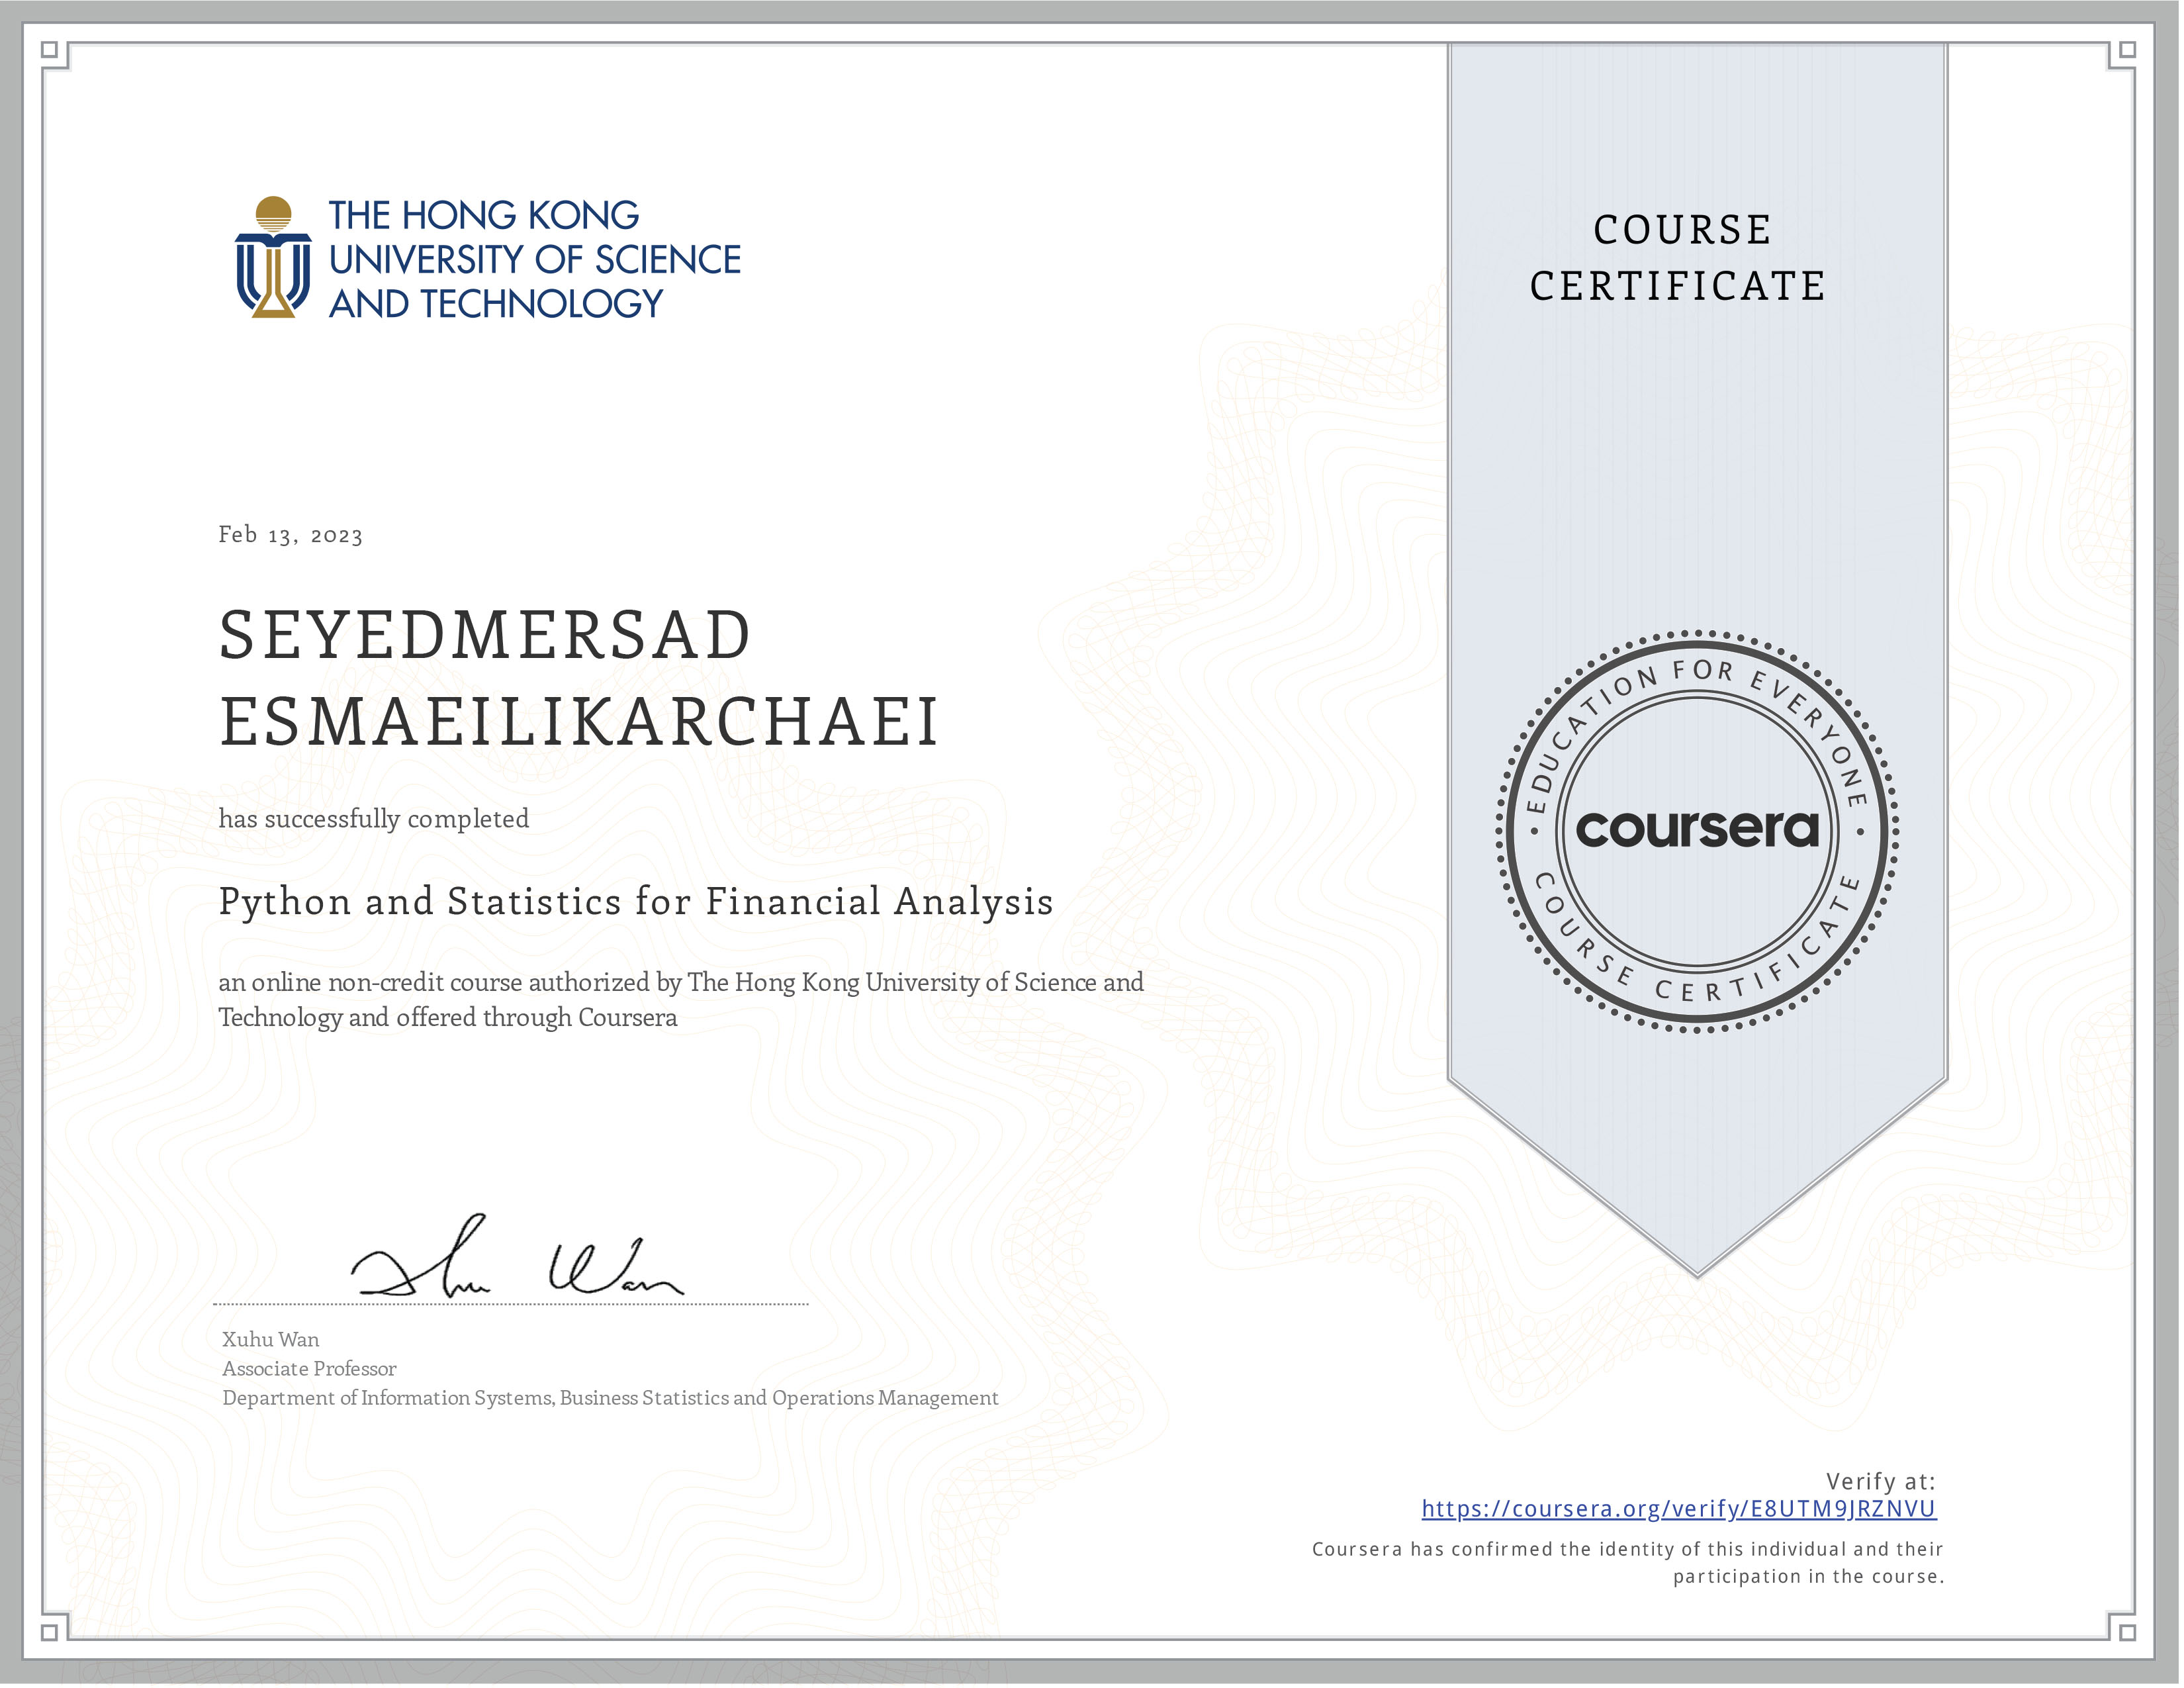 THE HONG KONG
UNIVERSITY OF SCIENCE
AND TECHNOLOGY
COURSE
CERTIFICATE
Feb 13, 2023
SEYEDMERSAD
ESMAEILIKARCHAEI
has successfully completed
Python and Statistics for Financial Analysis
an online non-credit course authorized by The Hong Kong University of Science and
Technology and offered through Coursera
EDUCATION FOR EVERYONE
coursera
COURSE CERTIFICATE
Xuhu Wan
Associate Professor
Department of Information Systems, Business Statistics and Operations Management
Verify at:
https://coursera.org/verify/E8UTM9JRZNVU
Coursera has confirmed the identity of this individual and their
participation in the course.